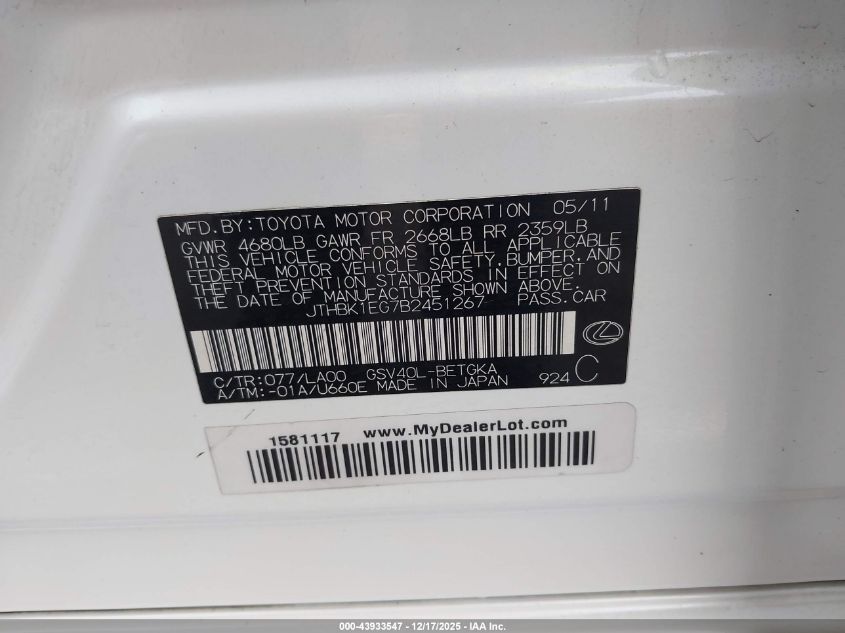 MFD.BY:TOYOTA MOTOR CORPORATION 05/11
GVWR 4680LB GAWR FR 2668LB RR 2359LB
THIS VEHICLE CONFORMS TO ALL APPLICABLE
FEDERAL MOTOR VEHICLE SAFETY,BUMPER,AND
THEFT PREVENTION STANDARDS IN EFFECT ON
THE DATE OF MANUFACTURE SHOWN ABOVE.
JTHBK1EG7B2451267 PASS.CAR
C/TR:077/LA00 GSV40L-BETGKA
A/TM:-01A/U660E MADE IN JAPAN 924 C
1581117 www.MyDealerLot.com
000-43933547 - 12/17/2025 - IAA Inc.